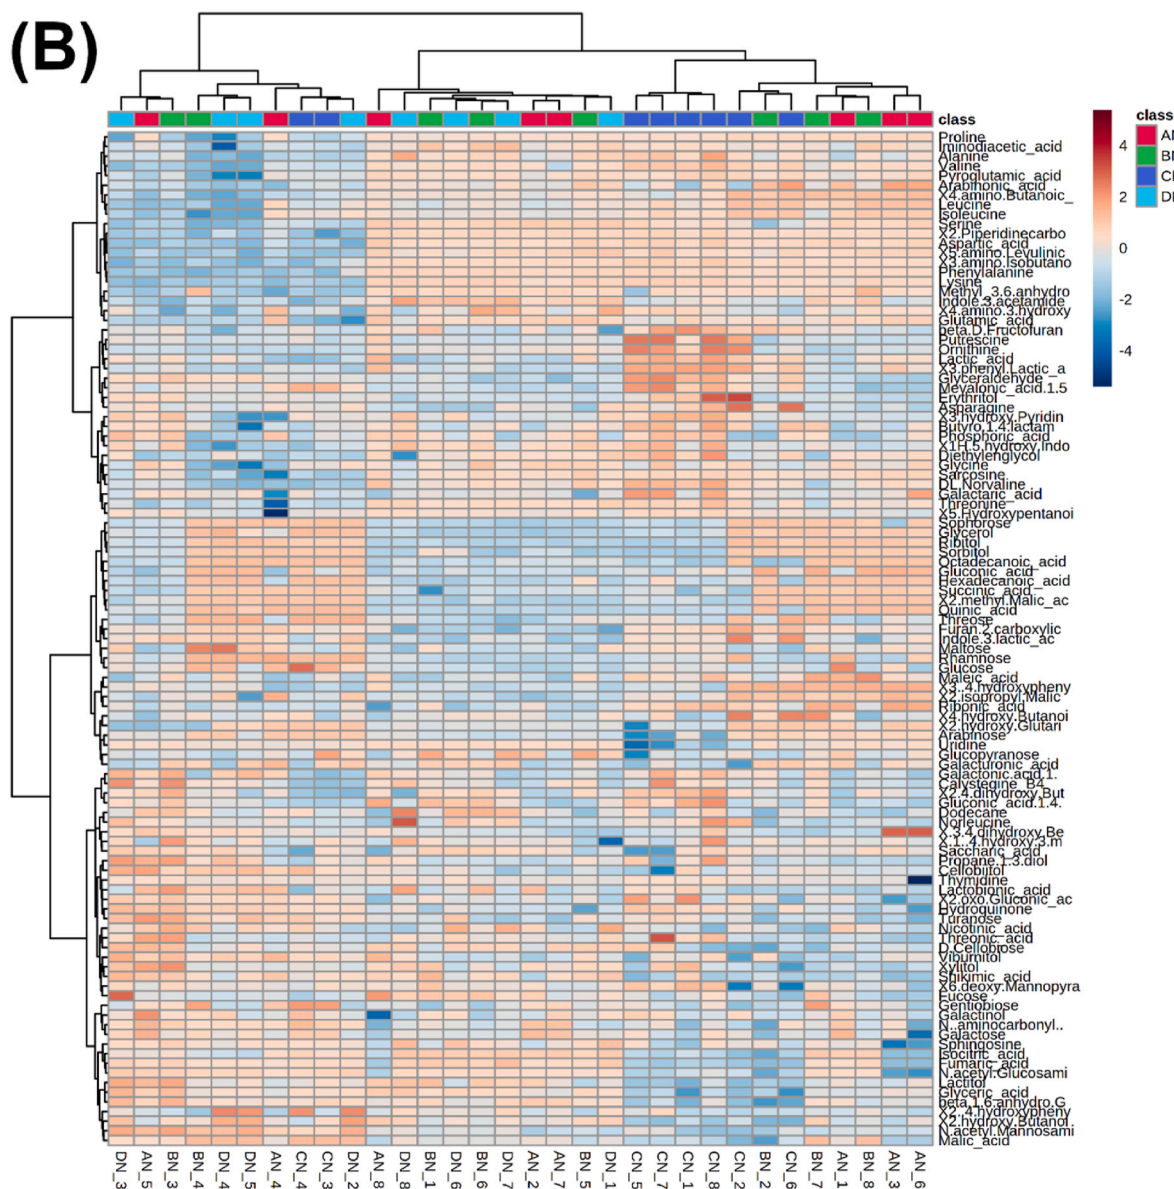 (B)
class
Proline
Iminodiacetic_acid
Alanine
Valine
Pyroglutamic_acid
Arabinonic_acid
X4.amino.Butanoic_
Leucine
Isoleucine
Serine
X2.Piperidinecarbo
Aspartic_acid
X5.amino.Levulinic
X3.amino.Isobutano
Phenylalanine
Lysine
Methyl_.3.6.anhydro
Indole.3.acetamide
X4.amino.3.hydroxy
Glutamic_acid
beta.D.Fructofuran
Putrescine
Ornithine
Lactic_acid
X3.phenyl.Lactic_a
Glyceraldehyde
Mevalonic_acid.1.5
Erythritol
Asparagine
X3.hydroxy.Pyridin
Butyro.1.4.lactam
Phosphoric_acid
X1H.5.hydroxy.Indo
Diethylenglycol
Glycine
Sarcosine
DL.Norvaline
Galactaric_acid
Threonine
X5.Hydroxypentanoi
Sophorose
Glycerol
Ribitol
Sorbitol
Octadecanoic_acid
Gluconic_acid
Hexadecanoic_acid
Succinic_acid
X2.methyl.Malic_ac
Quinic_acid
Threose
Furan.2.carboxylic
Indole.3.lactic_ac
Maltose
Rhamnose
Glucose
Maleic_acid
X3..4.hydroxypheny
X2.isopropyl.Malic
Ribonic_acid
X4.hydroxy.Butanoi
X2.hydroxy.Glutari
Arabinose
Uridine
Glucopyranose
Galacturonic_acid
Galactonic.acid.1.
Calystegine_B4
X2.4.dihydroxy.But
Gluconic_acid.1.4.
Dodecane
Norleucine
X.3.4.dihydroxy.Be
X.1..4.hydroxy.3.m
Saccharic_acid
Propane.1.3.diol
Cellobiitol
Thymidine
Lactobionic_acid
X2.oxo.Gluconic_ac
Hydroquinone
Turanose
Nicotinic_acid
Threonic_acid
D.Cellobiose
Viburnitol
Xylitol
Shikimic_acid
X6.deoxy.Mannopyra
Fucose
Gentiobiose
Galactinol
N..aminocarbonyl..
Galactose
Sphingosine
Isocitric_acid
Fumaric_acid
N.acetyl.Glucosami
Lactitol
Glyceric_acid
beta.1.6.anhydro.G
X2..4.hydroxypheny
X2.hydroxy.Butanol
N.acetyl.Mannosami
Malic_acid
DN_3
AN_5
BN_3
BN_4
DN_4
DN_5
AN_4
CN_4
CN_3
DN_2
AN_8
DN_8
BN_1
DN_6
BN_6
DN_7
AN_2
AN_7
BN_5
DN_1
CN_5
CN_7
CN_1
CN_8
CN_2
BN_2
CN_6
BN_7
AN_1
BN_8
AN_3
AN_6
4
2
0
-2
-4
class